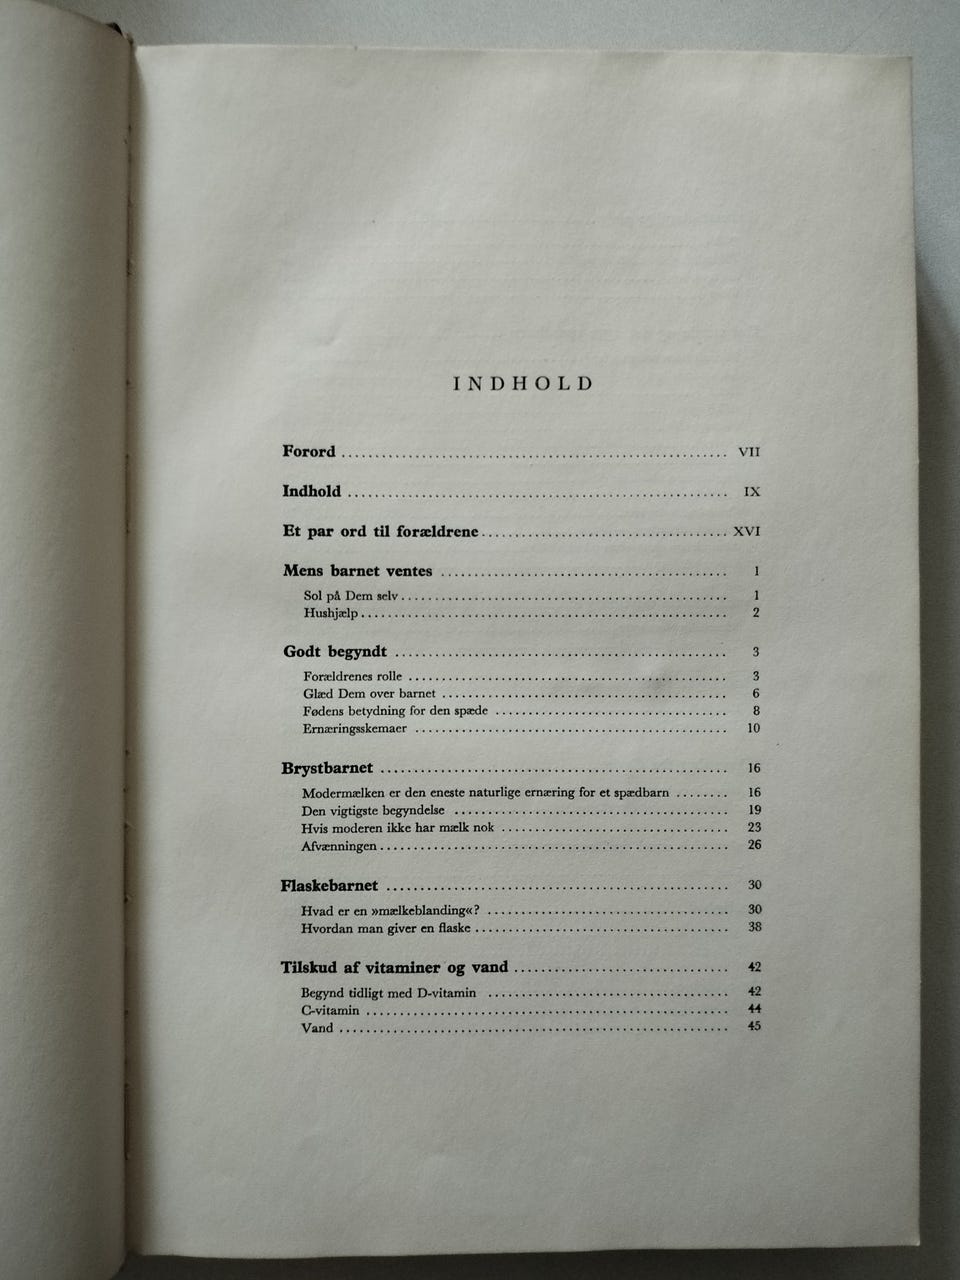 INDHOLD
Forord ........................................................ VII
Indhold ........................................................ IX
Et par ord til forældrene.................................... XVI
Mens barnet ventes .......................................... 1
Sol på Dem selv................................................ 1
Hushjælp...................................................... 2
Godt begyndt ................................................. 3
Forældrenes rolle ............................................... 3
Glæd Dem over barnet .......................................... 6
Fødens betydning for den spæde .................................. 8
Ernæringsskemaer .............................................. 10
Brystbarnet ................................................... 16
Modermælken er den eneste naturlige ernæring for et spædbarn ........ 16
Den vigtigste begyndelse ......................................... 19
Hvis moderen ikke har mælk nok .................................. 23
Afvænningen................................................... 26
Flaskebarnet .................................................. 30
Hvad er en »mælkeblanding«? .................................... 30
Hvordan man giver en flaske ...................................... 38
Tilskud af vitaminer og vand ................................ 42
Begynd tidligt med D-vitamin .................................... 42
C-vitamin ..................................................... 44
Vand ......................................................... 45